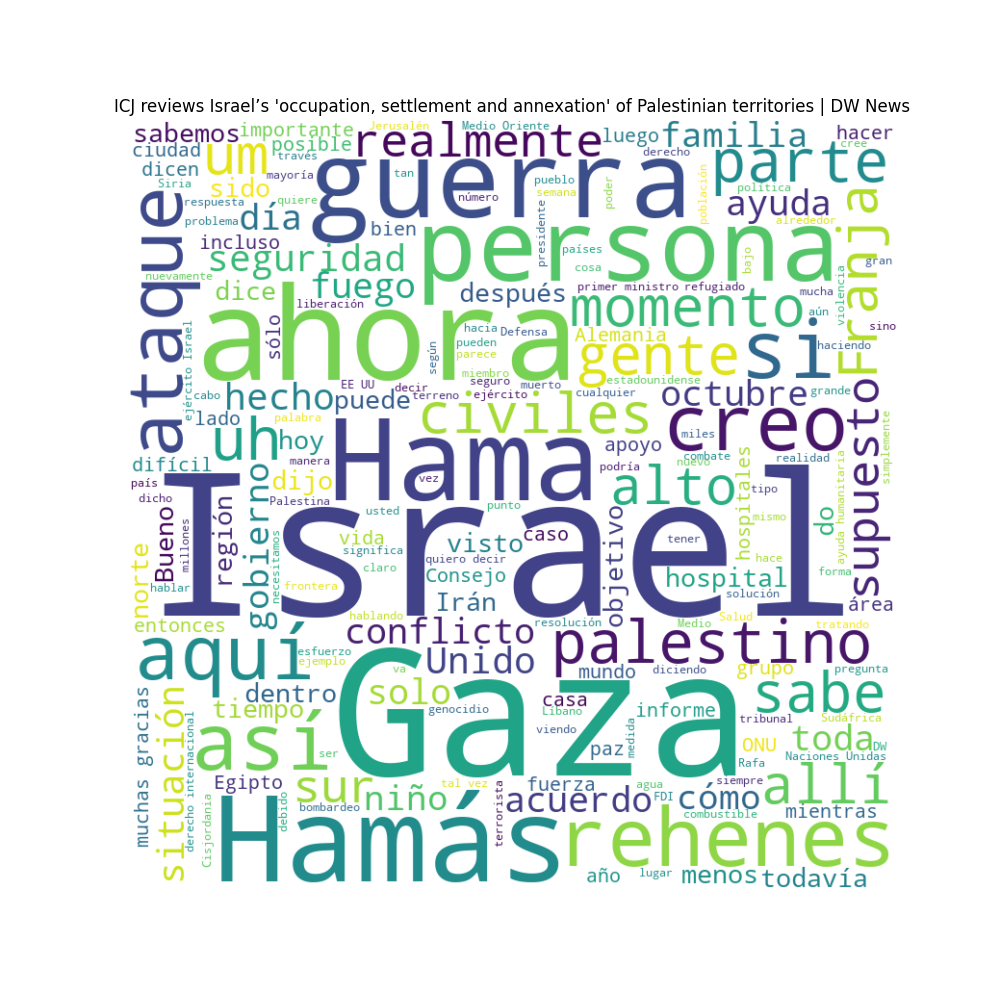 ICJ reviews Israel’s 'occupation, settlement and annexation' of Palestinian territories | DW News
sabemos
importante
Jerusalén
realmente
Medio Oriente
luego
familia
hacer
cree
ciudad
posible
um
través
guerra
derecho
parte
dicen
mayoría
Siria
sido
tan
pueblo
semana
número
poder
población
política
ayuda
quiere
respuesta
ataque
problema
día
bien
presidente
persona
países
cosa
bajo
alrededor
Franja
gran
incluso
seguridad
nuevamente
dice
fuego
después
primer ministro refugiado
mucha
violencia
liberación
momento
aún
sino
ahora
sólo
hacia
Defensa
Alemania
si
haciendo
ejército Israel
pueden
según
parece
gente
miembro
estadounidense
cabo
hecho
EE UU
decir
seguro
muerto
cualquier
octubre
grande
puede
terreno
ejército
supuesto
lado
palabra
civiles
creo
simplemente
uh
hoy
Hama
apoyo
miles
combate
realidad
difícil
manera
podría
nuevo
hospitales
país
dijo
vez
alto
tipo
dicho
Palestina
punto
do
ayuda humanitaria
Bueno
región
gobierno
Israel
usted
objetivo
mismo
millones
vida
visto
caso
tener
significa
quiero decir
hace
norte
necesitamos
claro
Consejo
hospital
solución
forma
hablar
frontera
Irán
área
entonces
hablando
resolución
Salud
Medio
tratando
conflicto
palestino
aquí
esfuerzo
ejemplo
Unido
mundo
diciendo
grupo
pregunta
va
Gaza
dentro
solo
casa
sabe
muchas gracias
situación
tiempo
genocidio
Líbano
informe
tribunal
Sudáfrica
así
ser
viendo
paz
medida
ONU
toda
DW
derecho internacional
Rafa
Naciones Unidas
Egipto
sur
tal vez
fuerza
agua
siempre
allí
Cisjordania
debido
bombardeo
niño
terrorista
acuerdo
FDI
cómo
combustible
mientras
Hamás
rehenes
año
lugar
menos
todavía